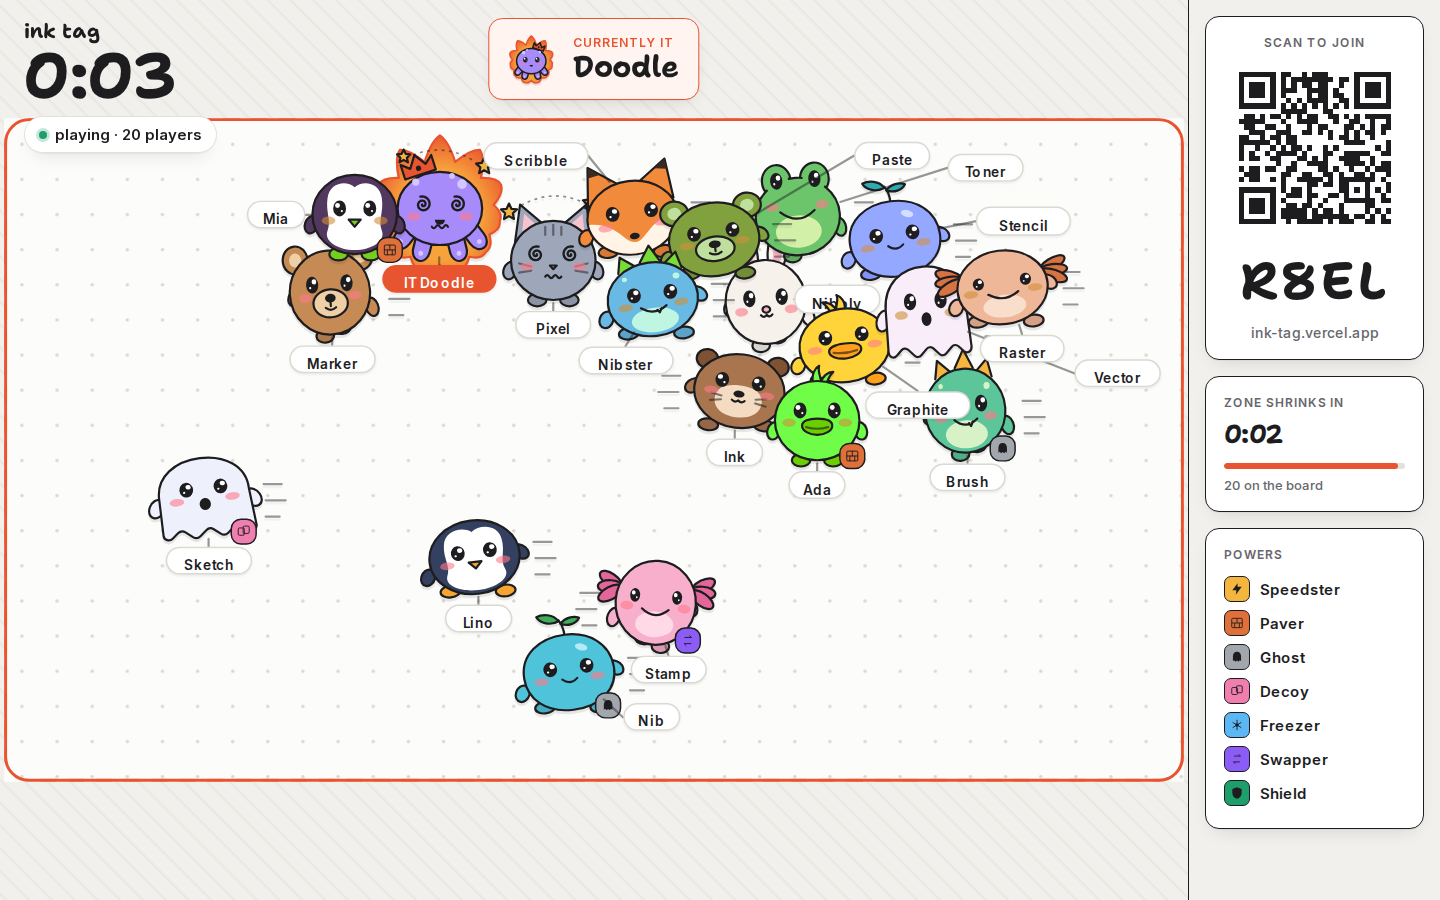 ink tag
0:03
CURRENTLY IT
Doodle
playing · 20 players
Scribble
Paste
Toner
Mia
Stencil
IT Doodle
Pixel
Marker
Nibster
Raster
Vector
Graphite
Ink
Ada
Brush
Sketch
Lino
Stamp
Nib
SCAN TO JOIN
R8EL
ink-tag.vercel.app
ZONE SHRINKS IN
0:02
20 on the board
POWERS
Speedster
Paver
Ghost
Decoy
Freezer
Swapper
Shield